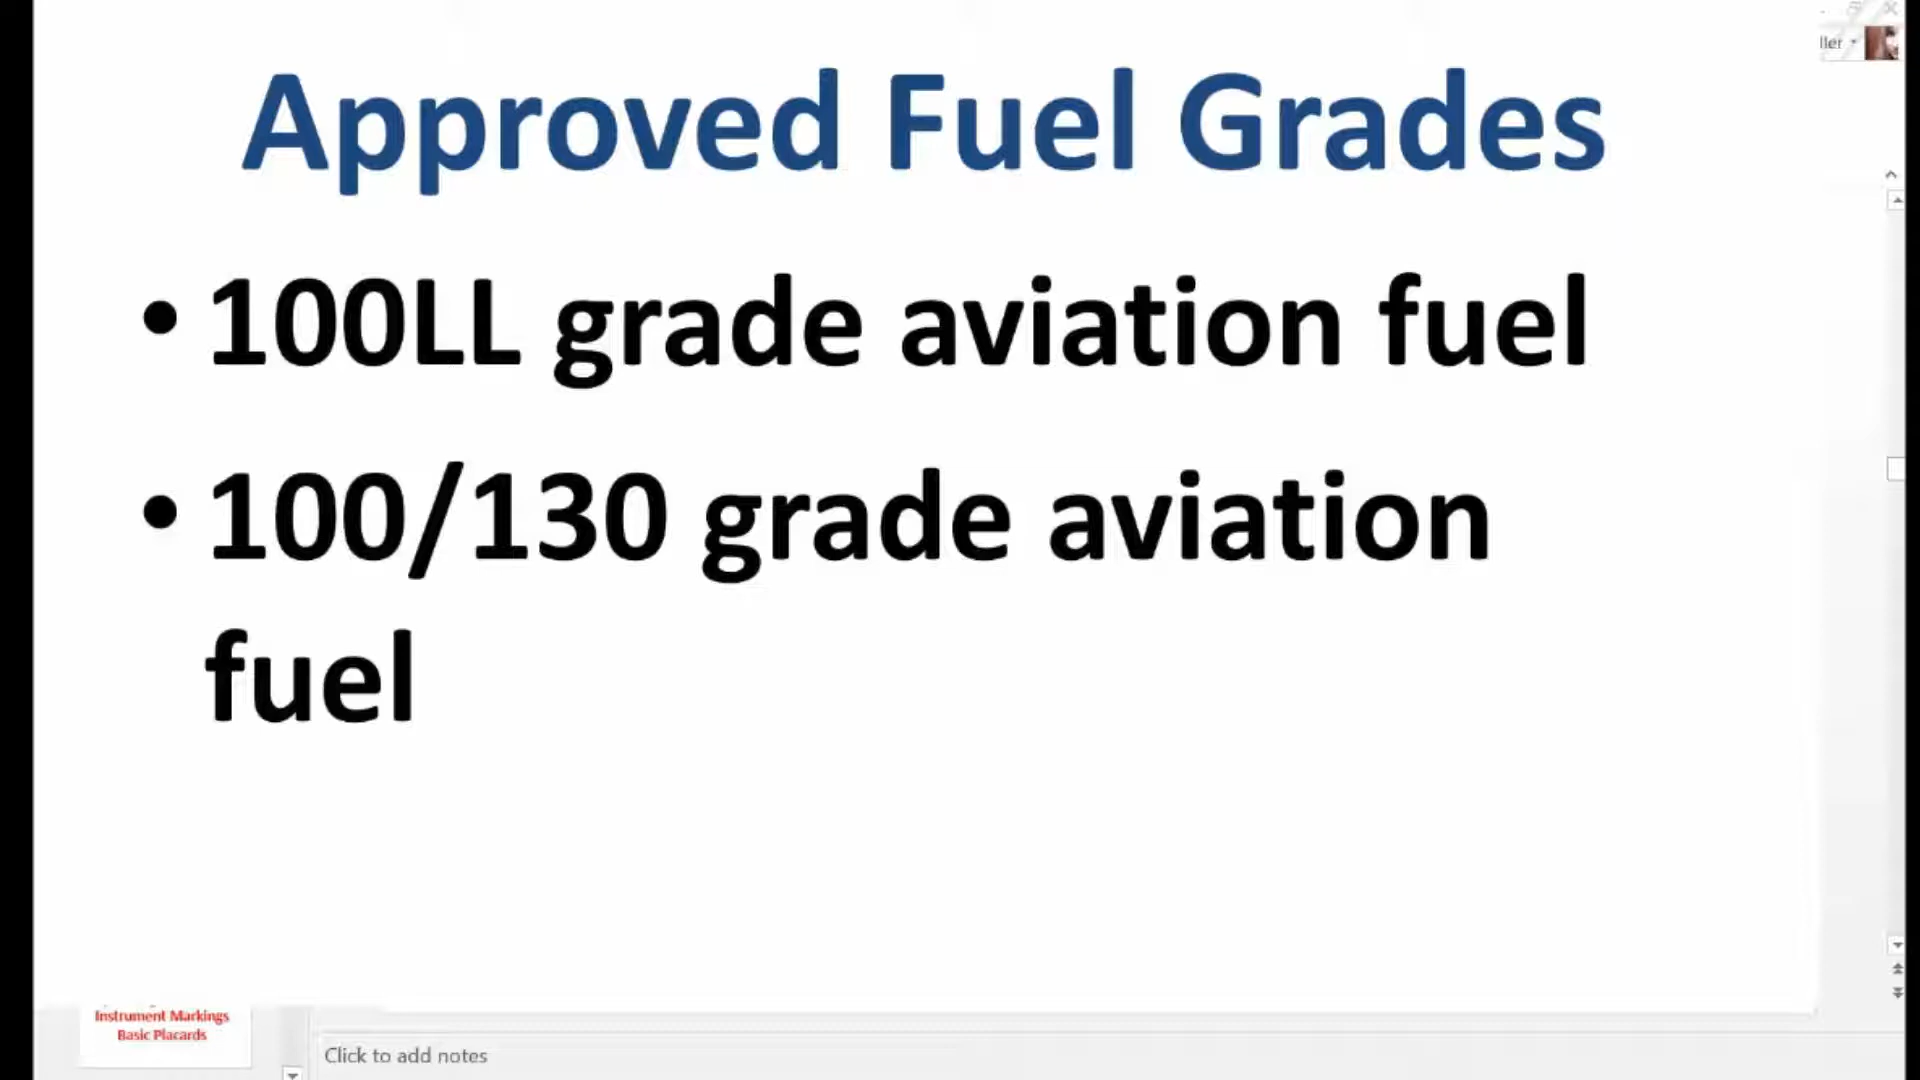 ller
Approved Fuel Grades
• 100LL grade aviation fuel
• 100/130 grade aviation
fuel
Instrument Markings
Basic Placards
Click to add notes